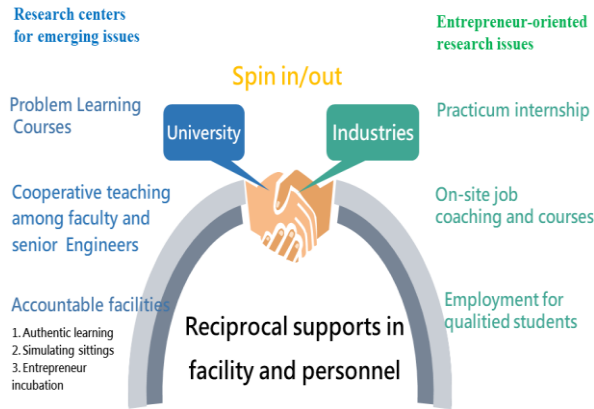 Research centers
for emerging issues
Entrepreneur-oriented
research issues
Spin in/out
University
Industries
Problem Learning
Courses
Cooperative teaching
among faculty and
senior Engineers
Accountable facilities
1. Authentic learning
2. Simulating sittings
3. Entrepreneur
incubation
Practicum internship
On-site job
coaching and courses
Employment for
qualitied students
Reciprocal supports in
facility and personnel